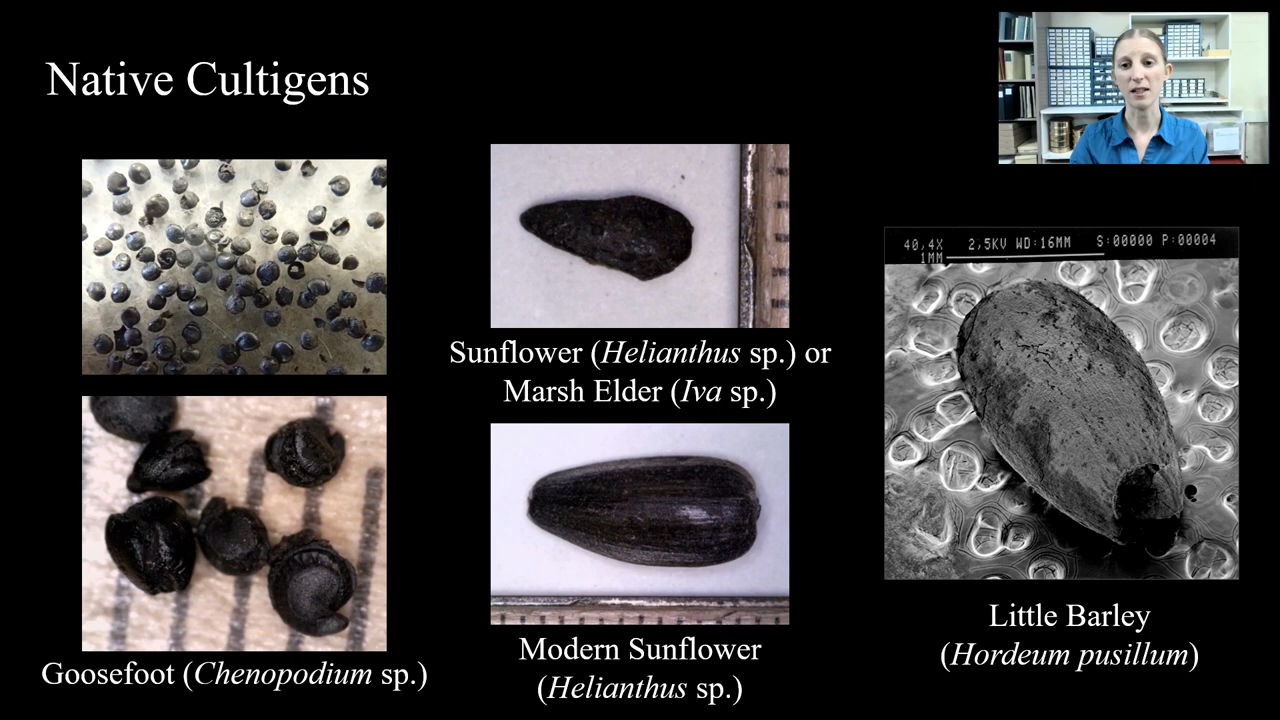 Native Cultigens
Goosefoot (Chenopodium sp.)
Sunflower (Helianthus sp.) or
Marsh Elder (Iva sp.)
Modern Sunflower
(Helianthus sp.)
40,4X 2,5KV WD:16MM S:00000 P:00004
1MM
Little Barley
(Hordeum pusillum)